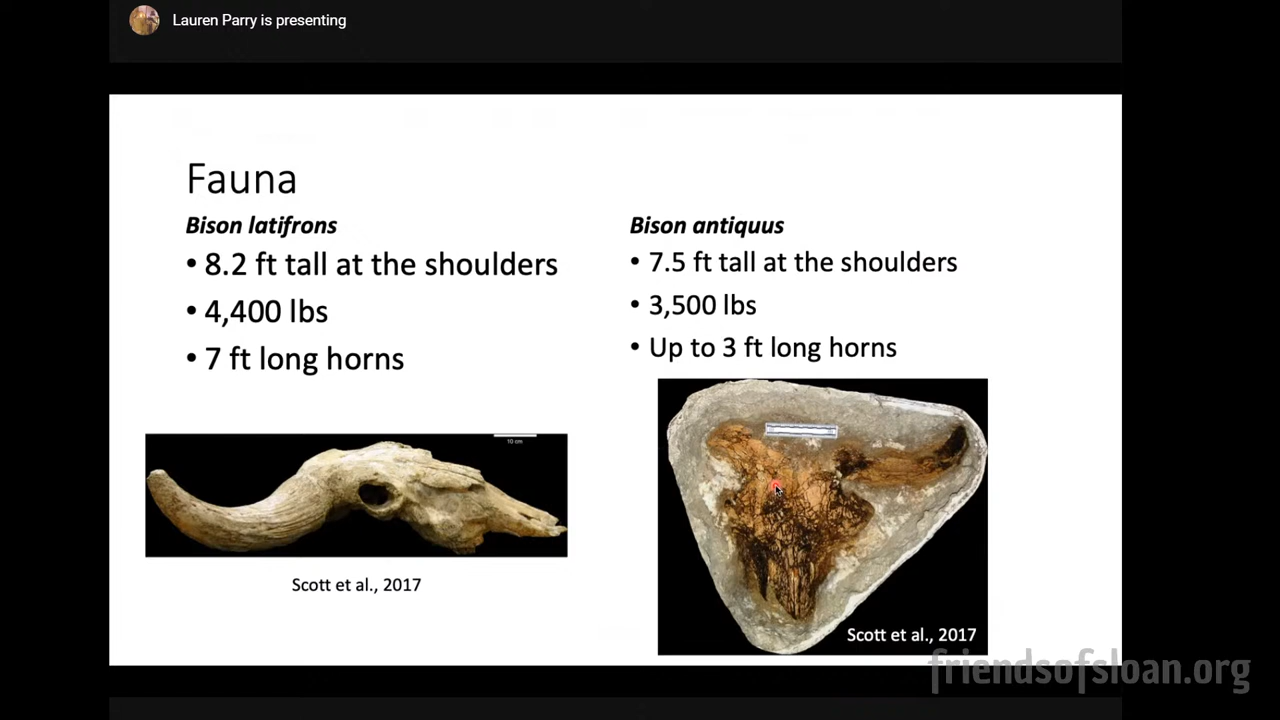 Lauren Parry is presenting
Fauna
Bison latifrons
• 8.2 ft tall at the shoulders
• 4,400 lbs
• 7 ft long horns
10 cm
Scott et al., 2017
Bison antiquus
• 7.5 ft tall at the shoulders
• 3,500 lbs
• Up to 3 ft long horns
Scott et al., 2017
friendsofsloan.org